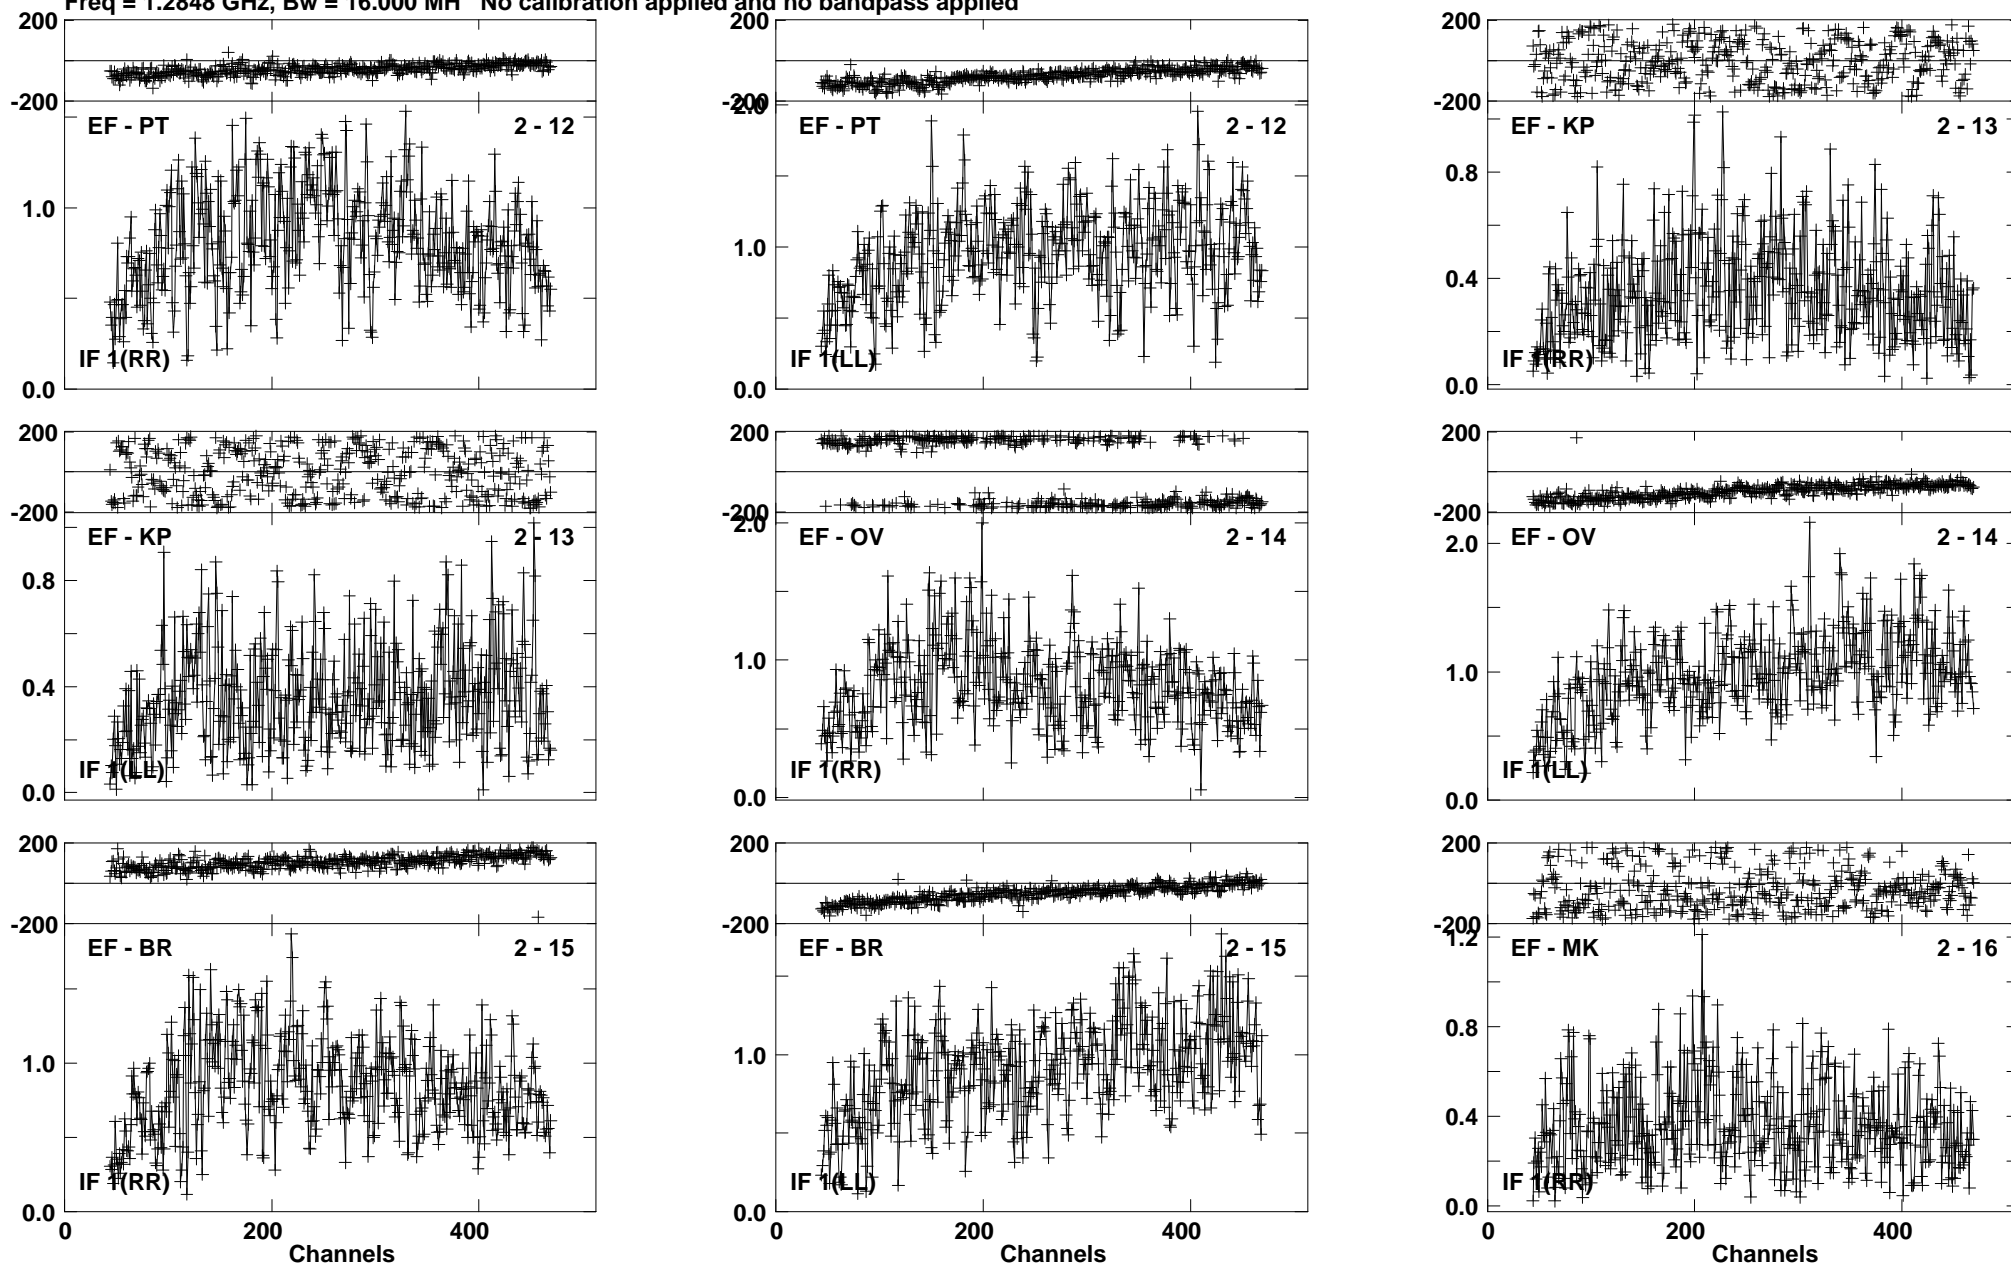 Freq = 1.2848 GHz, Bw = 16.000 MH No calibration applied and no bandpass applied
200
-200
EF - PT 2 - 12
1.0
IF 1(RR)
0.0
200
-200
2.0
EF - PT 2 - 12
1.0
IF 1(LL)
0.0
200
-200
EF - KP 2 - 13
0.8
0.4
IF 1(RR)
0.0
200
-200
EF - KP 2 - 13
0.8
0.4
IF 1(LL)
0.0
200
-200
2.0
EF - OV 2 - 14
1.0
IF 1(RR)
0.0
200
-200
EF - OV 2 - 14
2.0
1.0
IF 1(LL)
0.0
200
-200
EF - BR 2 - 15
1.0
IF 1(RR)
0.0
0 200 400
Channels
200
-200
EF - BR 2 - 15
1.0
IF 1(LL)
0.0
0 200 400
Channels
200
-200
1.2
EF - MK 2 - 16
0.8
0.4
IF 1(RR)
0.0
0 200 400
Channels